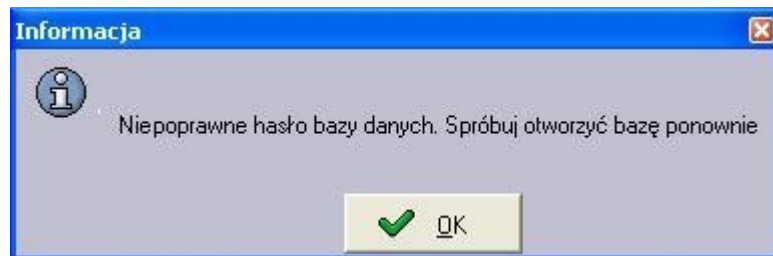 Informacja
Niepoprawne hasło bazy danych. Spróbuj otworzyć bazę ponownie
OK